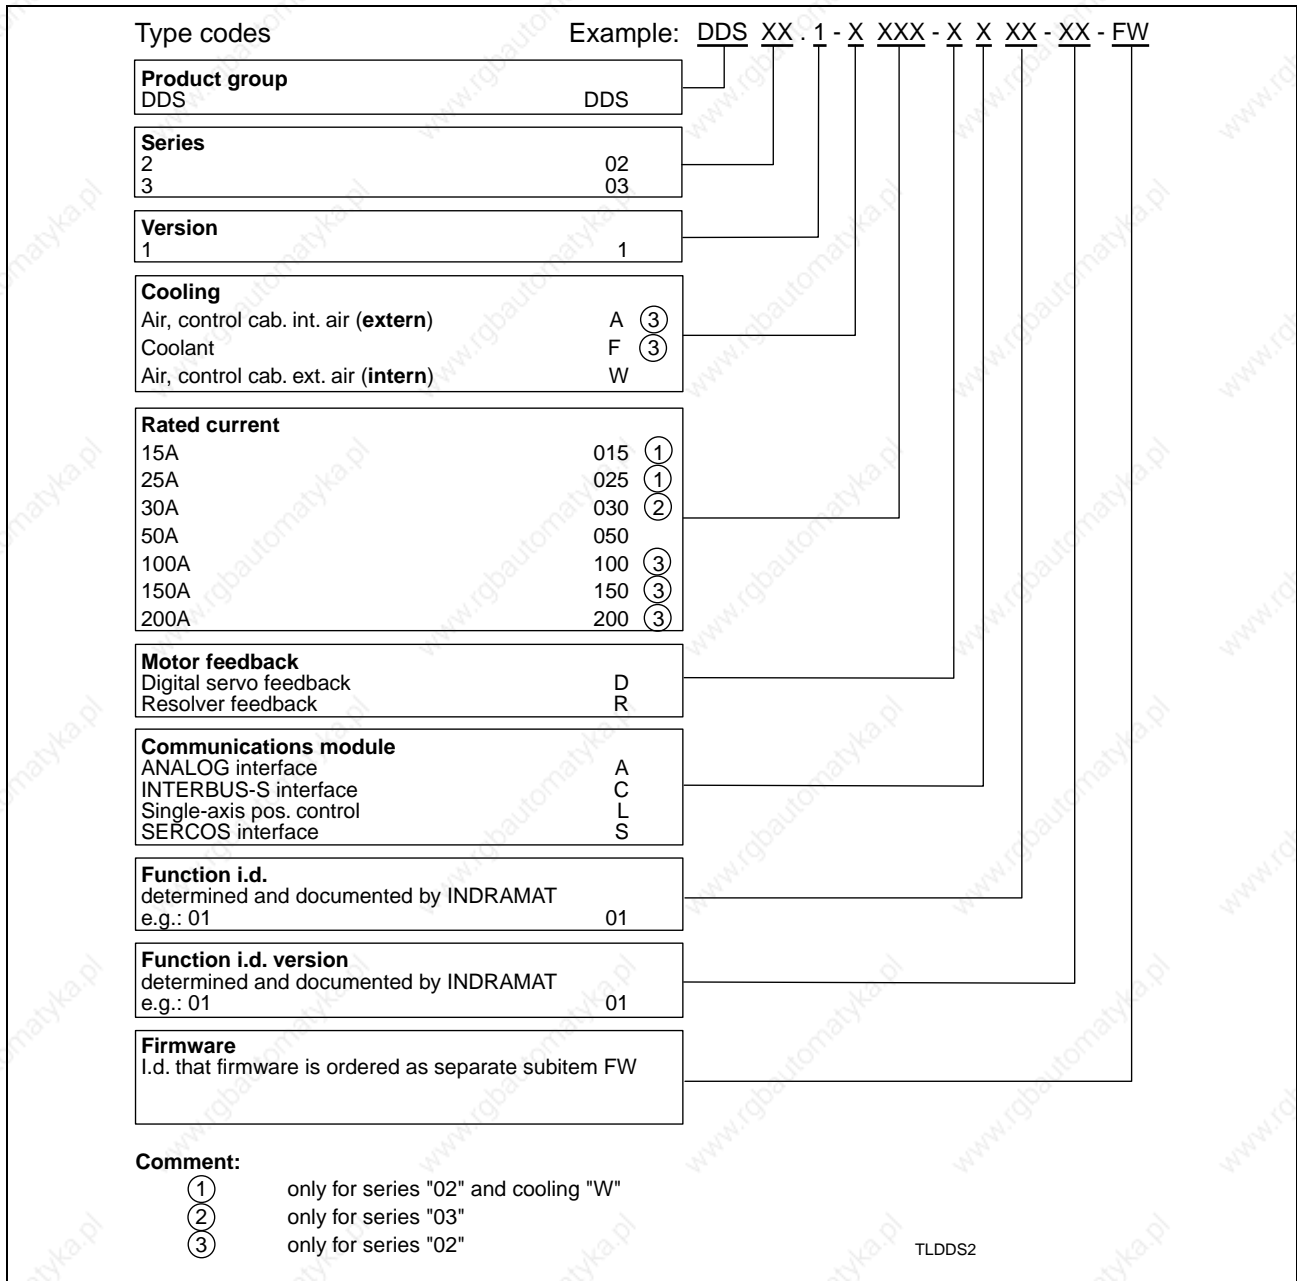 Type codes Example: DDS XX . 1 - X XXX - X X XX - XX - FW
Product group
DDS DDS
Series
2 02
3 03
Version
1 1
Cooling
Air, control cab. int. air (extern) A 3
Coolant F 3
Air, control cab. ext. air (intern) W
Rated current
15A 015 1
25A 025 1
30A 030 2
50A 050
100A 100 3
150A 150 3
200A 200 3
Motor feedback
Digital servo feedback D
Resolver feedback R
Communications module
ANALOG interface A
INTERBUS-S interface C
Single-axis pos. control L
SERCOS interface S
Function i.d.
determined and documented by INDRAMAT
e.g.: 01 01
Function i.d. version
determined and documented by INDRAMAT
e.g.: 01 01
Firmware
I.d. that firmware is ordered as separate subitem FW
Comment:
1 only for series "02" and cooling "W"
2 only for series "03"
3 only for series "02"
TLDDS2
www.rgbautomatyka.pl